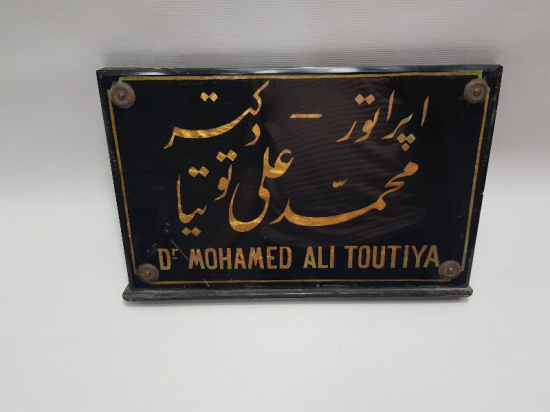 اپراتور - دکتر
محمد علی توتیا
Dr MOHAMED ALI TOUTIYA